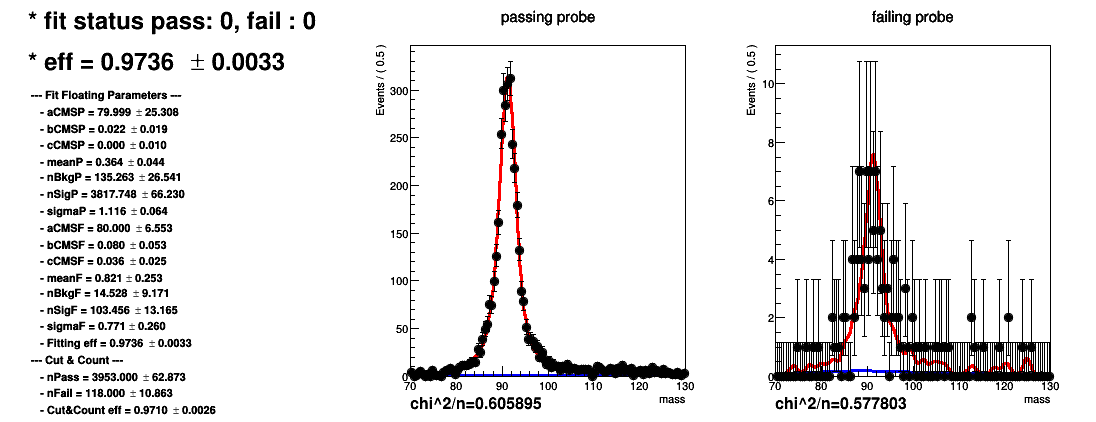 * fit status pass: 0, fail : 0
* eff = 0.9736 ± 0.0033
--- Fit Floating Parameters ---
- aCMSP = 79.999 ± 25.308
- bCMSP = 0.022 ± 0.019
- cCMSP = 0.000 ± 0.010
- meanP = 0.364 ± 0.044
- nBkgP = 135.263 ± 26.541
- nSigP = 3817.748 ± 66.230
- sigmaP = 1.116 ± 0.064
- aCMSF = 80.000 ± 6.553
- bCMSF = 0.080 ± 0.053
- cCMSF = 0.036 ± 0.025
- meanF = 0.821 ± 0.253
- nBkgF = 14.528 ± 9.171
- nSigF = 103.456 ± 13.165
- sigmaF = 0.771 ± 0.260
- Fitting eff = 0.9736 ± 0.0033
--- Cut & Count ---
- nPass = 3953.000 ± 62.873
- nFail = 118.000 ± 10.863
- Cut&Count eff = 0.9710 ± 0.0026
passing probe
Events / ( 0.5 )
300
250
200
150
100
50
0
70 80 90 100 110 120 130
mass
chi^2/n=0.605895
failing probe
Events / ( 0.5 )
10
8
6
4
2
0
70 80 90 100 110 120 130
mass
chi^2/n=0.577803